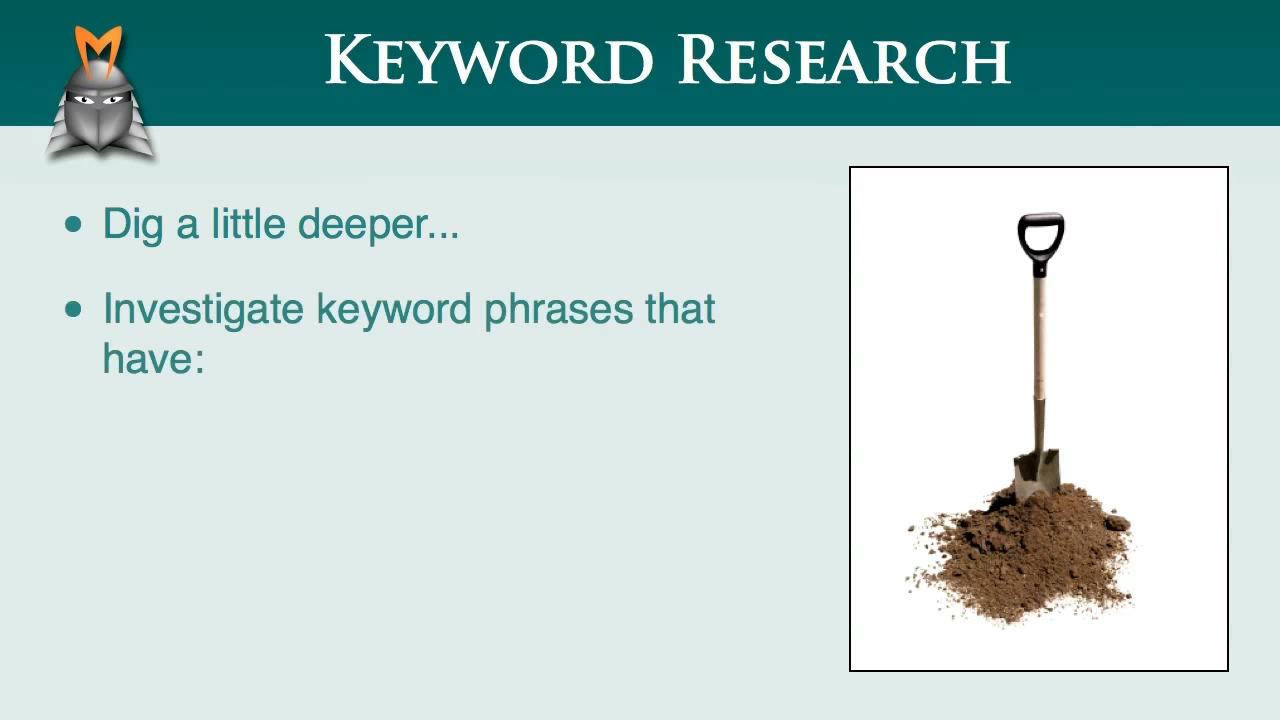 KEYWORD RESEARCH
• Dig a little deeper...
• Investigate keyword phrases that
have: